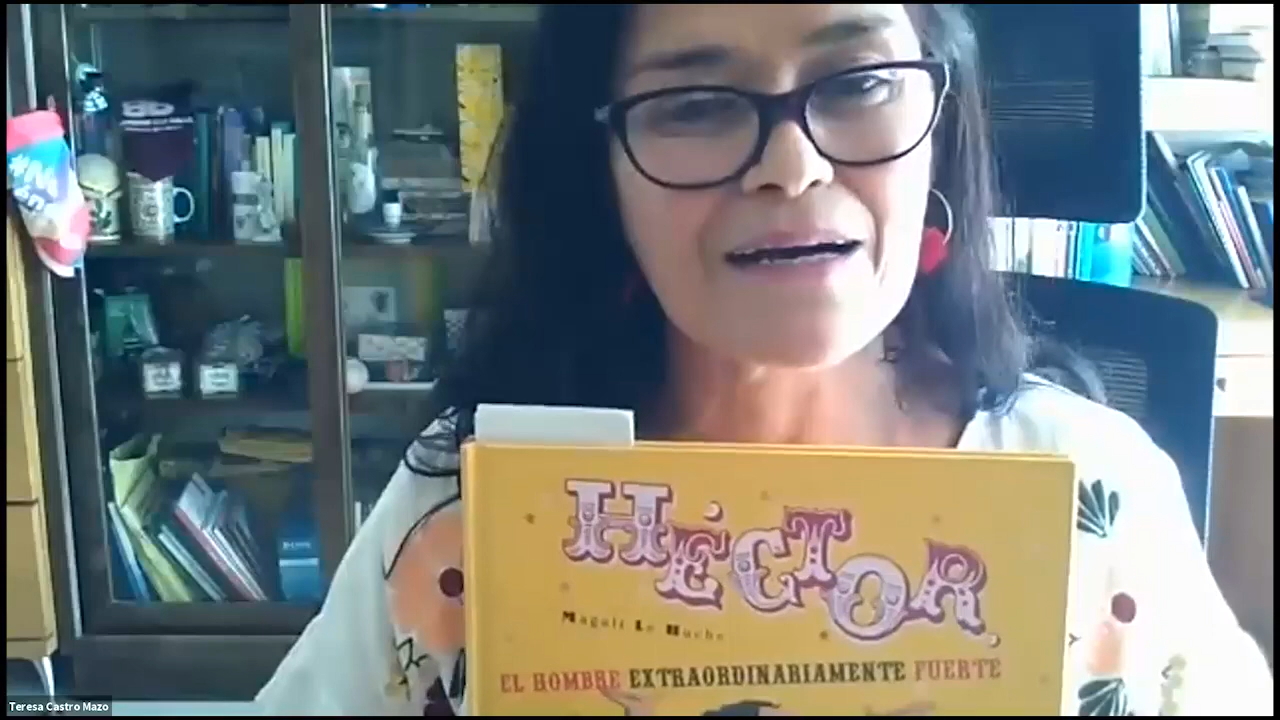 HÉCTOR,
Magali Le Huche
EL HOMBRE EXTRAORDINARIAMENTE FUERTE
Teresa Castro Mazo